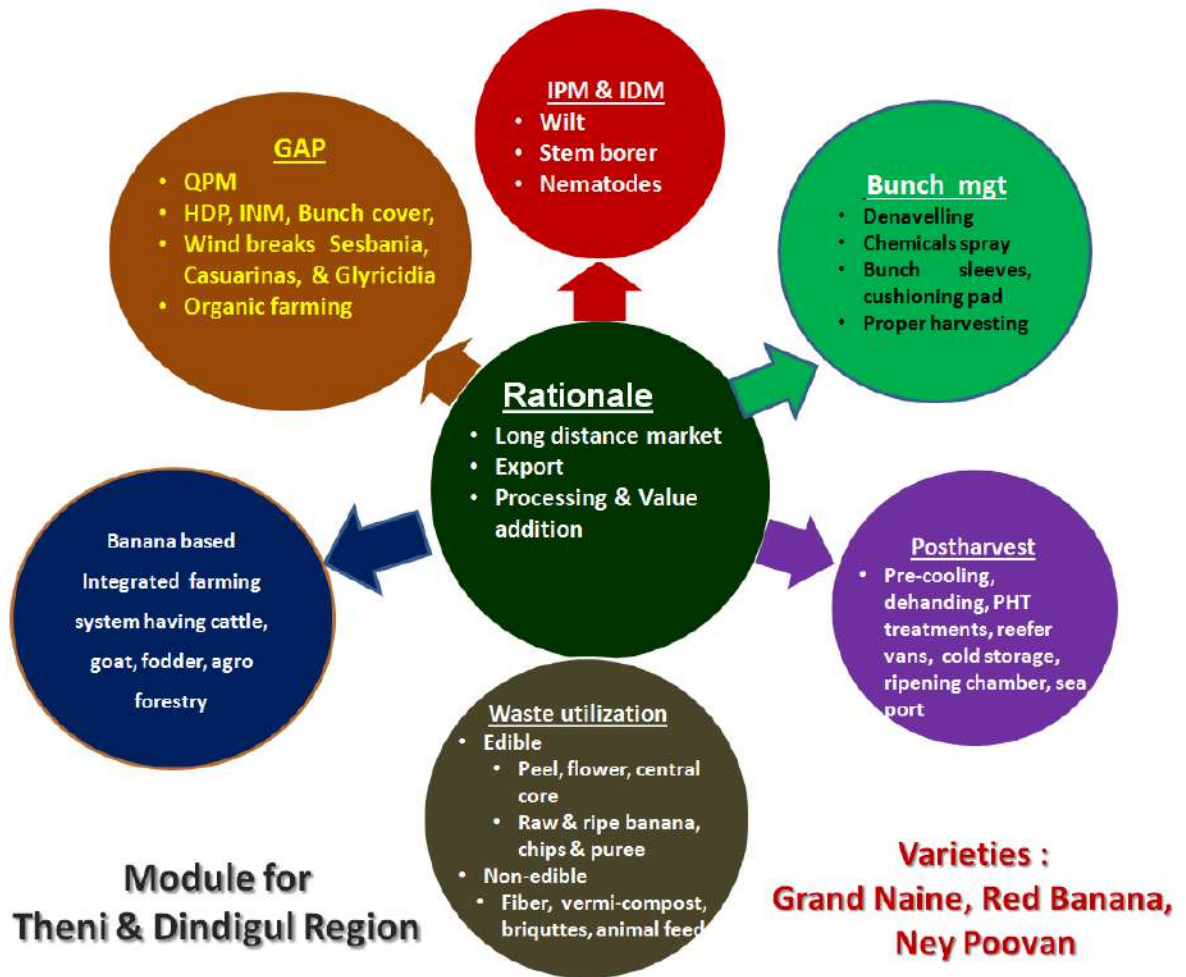 IPM & IDM
• Wilt
• Stem borer
• Nematodes
GAP
• QPM
• HDP, INM, Bunch cover,
• Wind breaks Sesbania,
Casuarinas, & Glyricidia
• Organic farming
Bunch mgt
• Denavelling
• Chemicals spray
• Bunch sleeves,
cushioning pad
• Proper harvesting
Rationale
• Long distance market
• Export
• Processing & Value
addition
Banana based
Integrated farming
system having cattle,
goat, fodder, agro
forestry
Postharvest
• Pre-cooling,
dehanding, PHT
treatments, reefer
vans, cold storage,
ripening chamber, sea
port
Waste utilization
• Edible
• Peel, flower, central
core
• Raw & ripe banana,
chips & puree
• Non-edible
• Fiber, vermi-compost,
briquttes, animal feed
Module for
Theni & Dindigul Region
Varieties :
Grand Naine, Red Banana,
Ney Poovan